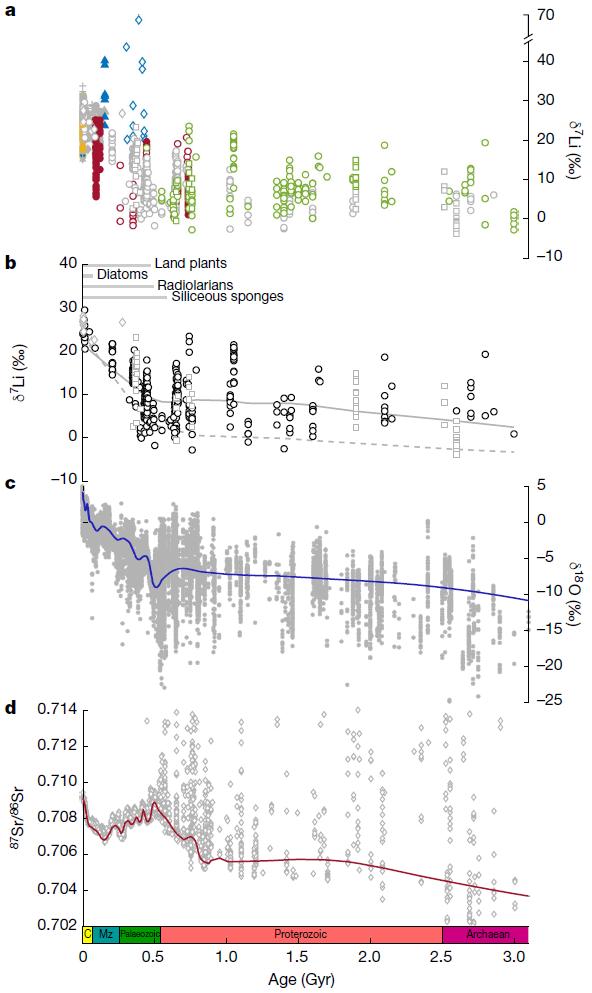 a
70
40
30
20
10
0
−10
δ⁷Li (‰)
b
40
30
20
10
0
−10
δ⁷Li (‰)
Land plants
Diatoms
Radiolarians
Siliceous sponges
c
5
0
−5
−10
−15
−20
−25
δ¹⁸O (‰)
d
0.714
0.712
0.710
0.708
0.706
0.704
0.702
⁸⁷Sr/⁸⁶Sr
C Mz Palaeozoic Proterozoic Archaean
0 0.5 1.0 1.5 2.0 2.5 3.0
Age (Gyr)